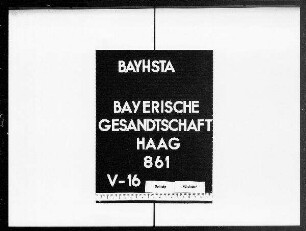 BAYHSTA
BAYERISCHE
GESANDTSCHAFT
HAAG
861
V-16